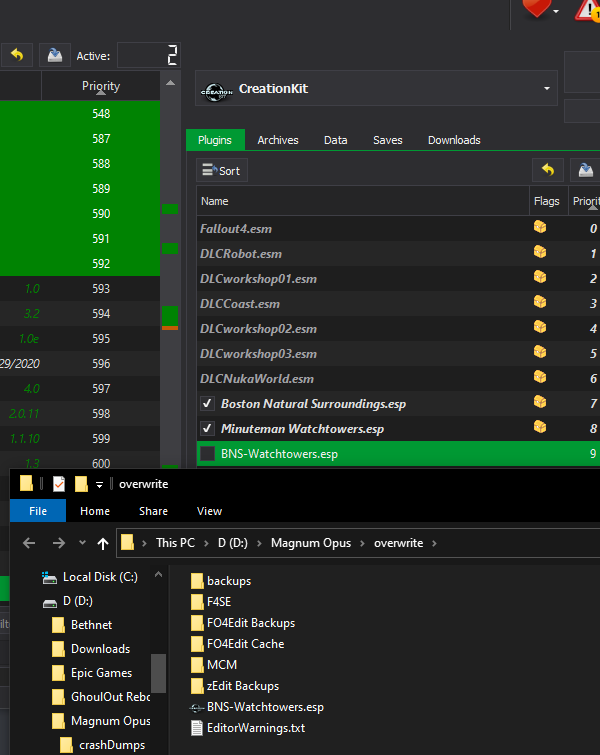 Active: 2
Priority
548
587
588
589
590
591
592
1.0 593
3.2 594
1.0e 595
29/2020 596
4.0 597
2.0.11 598
1.1.10 599
1.3 600
CREATION
CreationKit
Plugins Archives Data Saves Downloads
Sort
Name Flags Priorit
Fallout4.esm 0
DLCRobot.esm 1
DLCworkshop01.esm 2
DLCCoast.esm 3
DLCworkshop02.esm 4
DLCworkshop03.esm 5
DLCNukaWorld.esm 6
Boston Natural Surroundings.esp 7
Minuteman Watchtowers.esp 8
BNS-Watchtowers.esp 9
overwrite
File Home Share View
This PC D (D:) Magnum Opus overwrite
Local Disk (C:)
D (D:)
Bethnet
Downloads
Epic Games
GhoulOut Rebo
Magnum Opus
crashDumps
backups
F4SE
FO4Edit Backups
FO4Edit Cache
MCM
zEdit Backups
BNS-Watchtowers.esp
EditorWarnings.txt